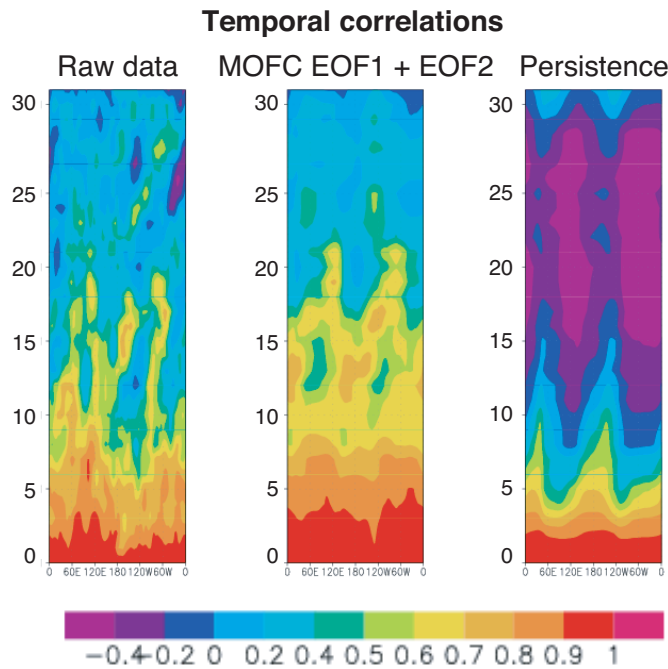 Temporal correlations
Raw data MOFC EOF1 + EOF2 Persistence
30 30 30
25 25 25
20 20 20
15 15 15
10 10 10
5 5 5
0 0 0
0 60E 120E 180 120W 60W 0 0 60E 120E 180 120W 60W 0 0 60E 120E 180 120W 60W 0
−0.4 −0.2 0 0.2 0.4 0.5 0.6 0.7 0.8 0.9 1